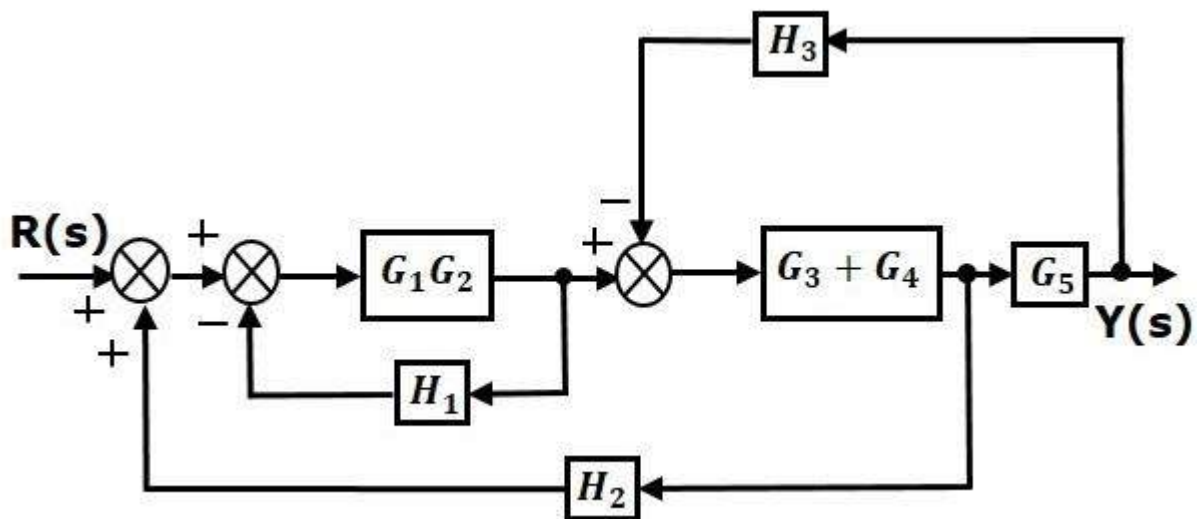 H₃
−
R(s)
+
+
+
−
G₁G₂
+
G₃ + G₄
G₅
Y(s)
+
H₁
H₂